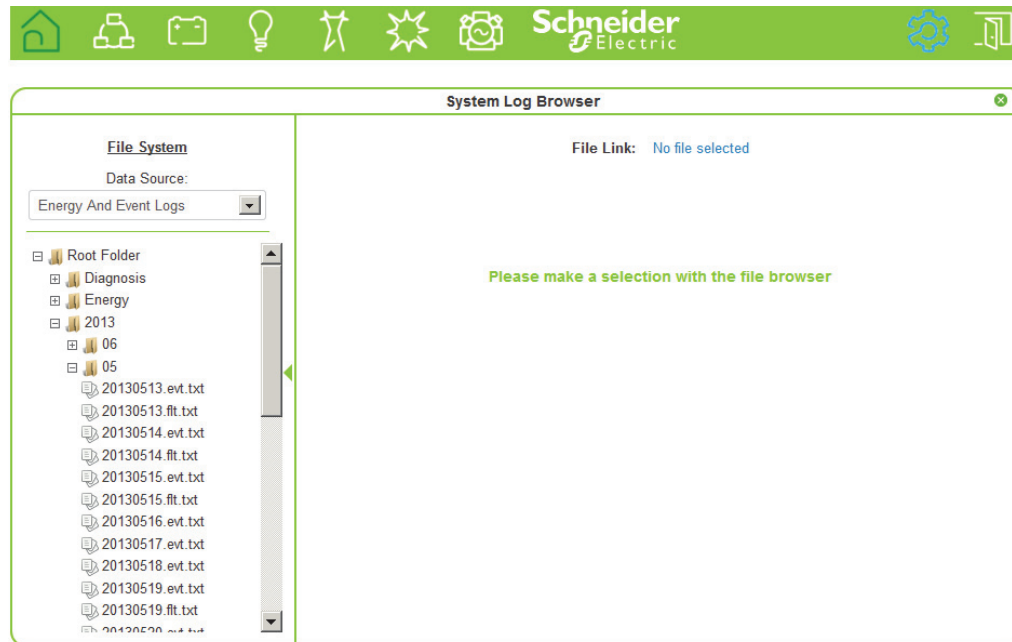 Schneider
Electric
System Log Browser
File System
Data Source:
Energy And Event Logs
Root Folder
Diagnosis
Energy
2013
06
05
20130513.evt.txt
20130513.flt.txt
20130514.evt.txt
20130514.flt.txt
20130515.evt.txt
20130515.flt.txt
20130516.evt.txt
20130517.evt.txt
20130518.evt.txt
20130519.evt.txt
20130519.flt.txt
File Link: No file selected
Please make a selection with the file browser